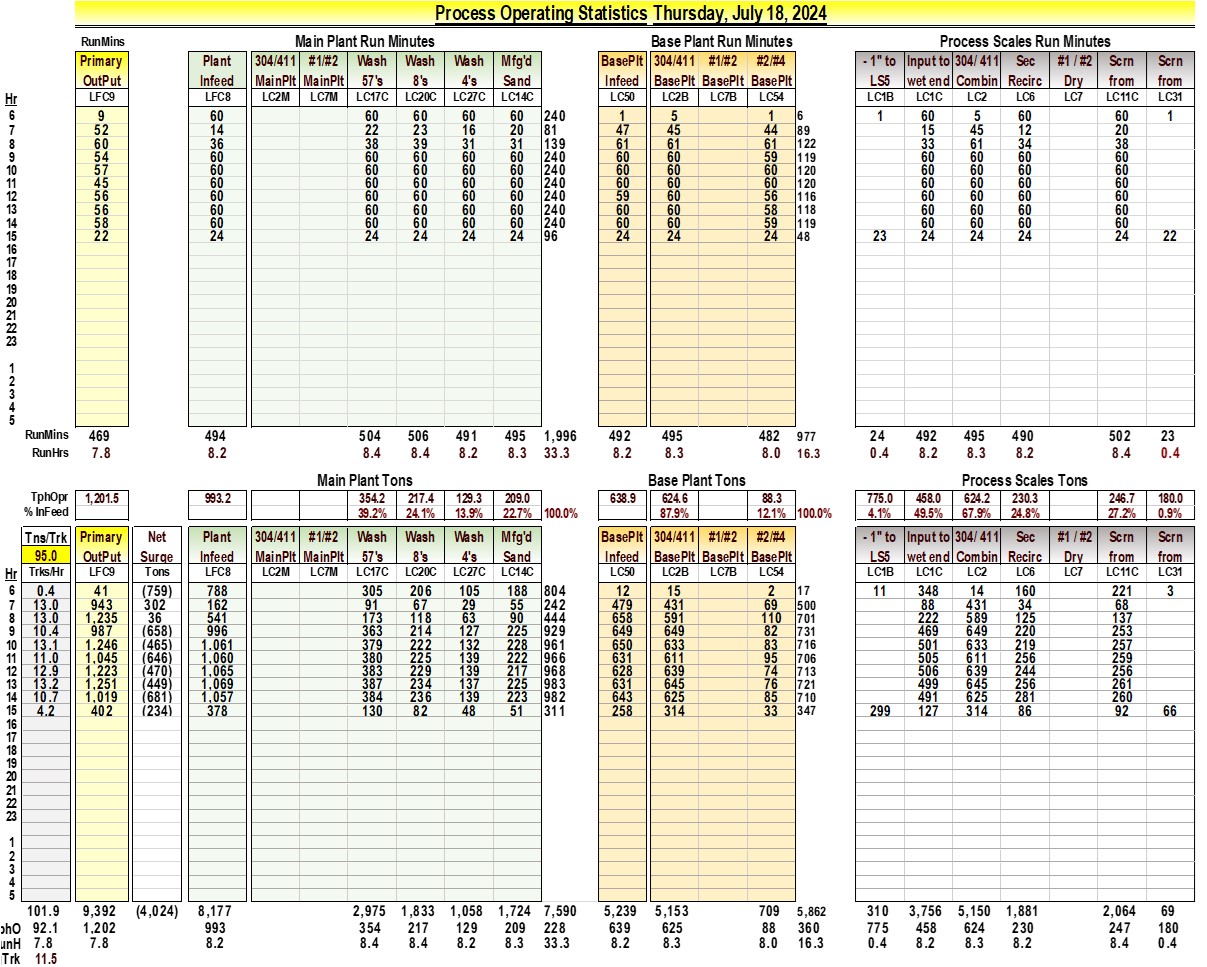 Process Operating Statistics Thursday, July 18, 2024
RunMins Main Plant Run Minutes Base Plant Run Minutes Process Scales Run Minutes
Primary Plant 304/411 #1/#2 Wash Wash Wash Mfg'd BasePlt 304/411 #1/#2 #2/#4 - 1" to Input to 304/ 411 Sec #1 / #2 Scrn Scrn
OutPut Infeed MainPlt MainPlt 57's 8's 4's Sand Infeed BasePlt BasePlt BasePlt LS5 wet end Combin Recirc Dry from from
Hr LFC9 LFC8 LC2M LC7M LC17C LC20C LC27C LC14C LC50 LC2B LC7B LC54 LC1B LC1C LC2 LC6 LC7 LC11C LC31
6 9 60 60 60 60 60 240 1 5 1 6 1 60 5 60 60 1
7 52 14 22 23 16 20 81 47 45 44 89 15 45 12 20
8 60 36 38 39 31 31 139 61 61 61 122 33 61 34 38
9 54 60 60 60 60 60 240 60 60 59 119 60 60 60 60
10 57 60 60 60 60 60 240 60 60 60 120 60 60 60 60
11 45 60 60 60 60 60 240 60 60 60 120 60 60 60 60
12 56 60 60 60 60 60 240 59 60 56 116 60 60 60 60
13 56 60 60 60 60 60 240 60 60 58 118 60 60 60 60
14 58 60 60 60 60 60 240 60 60 59 119 60 60 60 60
15 22 24 24 24 24 24 96 24 24 24 48 23 24 24 24 24 22
16
17
18
19
20
21
22
23
1
2
3
4
5
RunMins 469 494 504 506 491 495 1,996 492 495 482 977 24 492 495 490 502 23
RunHrs 7.8 8.2 8.4 8.4 8.2 8.3 33.3 8.2 8.3 8.0 16.3 0.4 8.2 8.3 8.2 8.4 0.4
Main Plant Tons Base Plant Tons Process Scales Tons
TphOpr 1,201.5 993.2 354.2 217.4 129.3 209.0 638.9 624.6 88.3 775.0 458.0 624.2 230.3 246.7 180.0
% InFeed 39.2% 24.1% 13.9% 22.7% 100.0% 87.9% 12.1% 100.0% 4.1% 49.5% 67.9% 24.8% 27.2% 0.9%
Tns/Trk Primary Net Plant 304/411 #1/#2 Wash Wash Wash Mfg'd BasePlt 304/411 #1/#2 #2/#4 - 1" to Input to 304/ 411 Sec #1 / #2 Scrn Scrn
95.0 OutPut Surge Infeed MainPlt MainPlt 57's 8's 4's Sand Infeed BasePlt BasePlt BasePlt LS5 wet end Combin Recirc Dry from from
Hr Trks/Hr LFC9 Tons LFC8 LC2M LC7M LC17C LC20C LC27C LC14C LC50 LC2B LC7B LC54 LC1B LC1C LC2 LC6 LC7 LC11C LC31
6 0.4 41 (759) 788 305 206 105 188 804 12 15 2 17 11 348 14 160 221 3
7 13.0 943 302 162 91 67 29 55 242 479 431 69 500 88 431 34 68
8 13.0 1,235 36 541 173 118 63 90 444 658 591 110 701 222 589 125 137
9 10.4 987 (658) 996 363 214 127 225 929 649 649 82 731 469 649 220 253
10 13.1 1,246 (465) 1,061 379 222 132 228 961 650 633 83 716 501 633 219 257
11 11.0 1,045 (646) 1,060 380 225 139 222 966 631 611 95 706 505 611 256 259
12 12.9 1,223 (470) 1,065 383 229 139 217 968 628 639 74 713 506 639 244 256
13 13.2 1,251 (449) 1,069 387 234 137 225 983 631 645 76 721 499 645 256 261
14 10.7 1,019 (681) 1,057 384 236 139 223 982 643 625 85 710 491 625 281 260
15 4.2 402 (234) 378 130 82 48 51 311 258 314 33 347 299 127 314 86 92 66
16
17
18
19
20
21
22
23
1
2
3
4
5
101.9 9,392 (4,024) 8,177 2,975 1,833 1,058 1,724 7,590 5,239 5,153 709 5,862 310 3,756 5,150 1,881 2,064 69
phO 92.1 1,202 993 354 217 129 209 228 639 625 88 360 775 458 624 230 247 180
unH 7.8 7.8 8.2 8.4 8.4 8.2 8.3 33.3 8.2 8.3 8.0 16.3 0.4 8.2 8.3 8.2 8.4 0.4
Trk 11.5